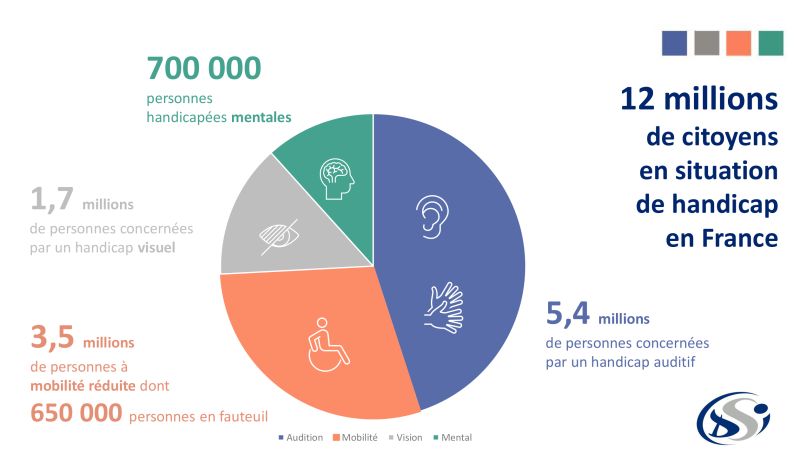 700 000
personnes
handicapées mentales
12 millions
de citoyens
en situation
de handicap
en France
1,7 millions
de personnes concernées
par un handicap visuel
5,4 millions
de personnes concernées
par un handicap auditif
3,5 millions
de personnes à
mobilité réduite dont
650 000 personnes en fauteuil
Audition Mobilité Vision Mental